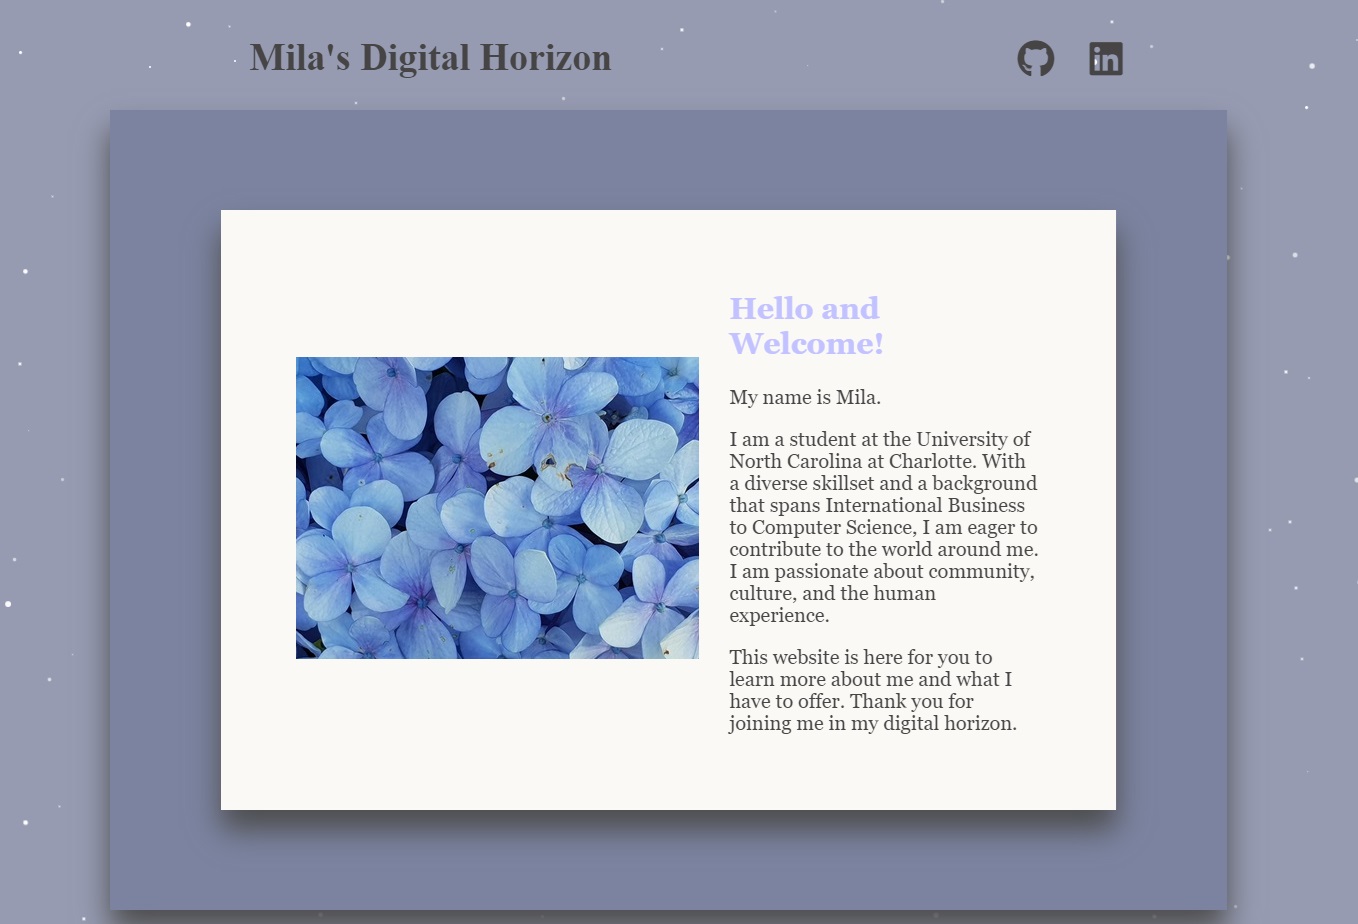 Mila's Digital Horizon
in
Hello and
Welcome!
My name is Mila.
I am a student at the University of
North Carolina at Charlotte. With
a diverse skillset and a background
that spans International Business
to Computer Science, I am eager to
contribute to the world around me.
I am passionate about community,
culture, and the human
experience.
This website is here for you to
learn more about me and what I
have to offer. Thank you for
joining me in my digital horizon.